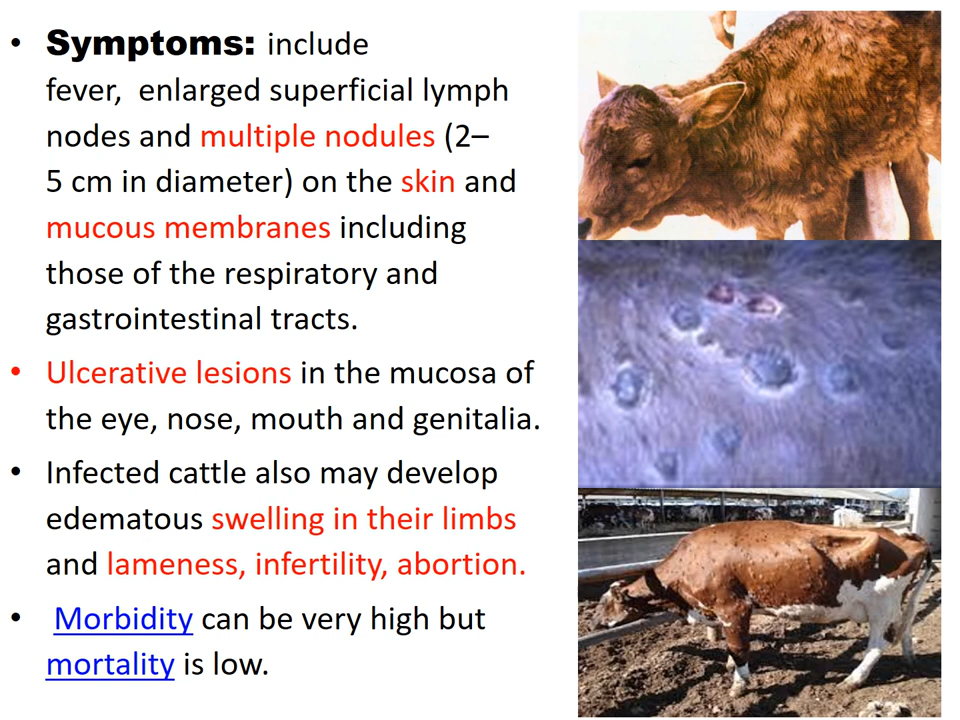 • Symptoms: include
fever,  enlarged superficial lymph
nodes and multiple nodules (2–
5 cm in diameter) on the skin and
mucous membranes including
those of the respiratory and
gastrointestinal tracts.
• Ulcerative lesions in the mucosa of
the eye, nose, mouth and genitalia.
• Infected cattle also may develop
edematous swelling in their limbs
and lameness, infertility, abortion.
• Morbidity can be very high but
mortality is low.